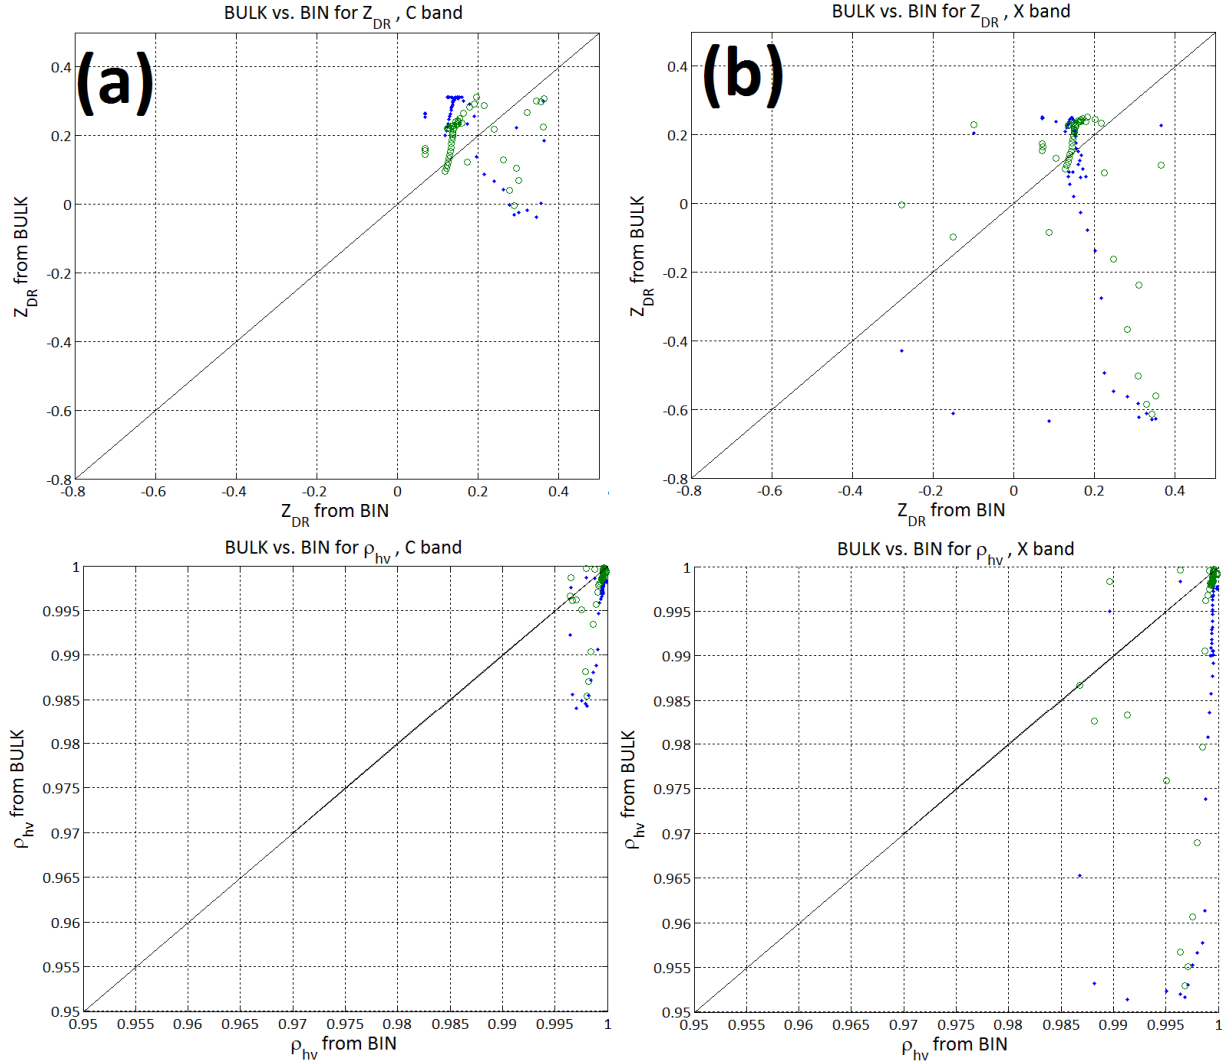 BULK vs. BIN for Z_DR , C band
(a)
0.4
0.2
0
-0.2
-0.4
-0.6
-0.8
Z_DR from BULK
-0.8 -0.6 -0.4 -0.2 0 0.2 0.4
Z_DR from BIN
BULK vs. BIN for Z_DR , X band
(b)
0.4
0.2
0
-0.2
-0.4
-0.6
-0.8
Z_DR from BULK
-0.8 -0.6 -0.4 -0.2 0 0.2 0.4
Z_DR from BIN
BULK vs. BIN for ρ_hv , C band
1
0.995
0.99
0.985
0.98
0.975
0.97
0.965
0.96
0.955
0.95
ρ_hv from BULK
0.95 0.955 0.96 0.965 0.97 0.975 0.98 0.985 0.99 0.995 1
ρ_hv from BIN
BULK vs. BIN for ρ_hv , X band
1
0.995
0.99
0.985
0.98
0.975
0.97
0.965
0.96
0.955
0.95
ρ_hv from BULK
0.95 0.955 0.96 0.965 0.97 0.975 0.98 0.985 0.99 0.995 1
ρ_hv from BIN